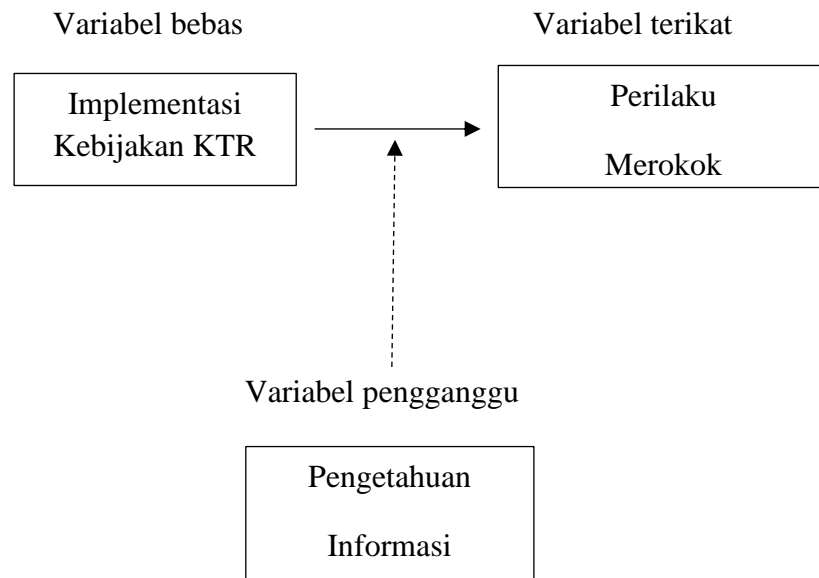 Variabel bebas
Variabel terikat
Implementasi
Kebijakan KTR
Perilaku
Merokok
Variabel pengganggu
Pengetahuan
Informasi